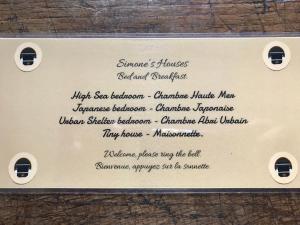 Simone's Houses
Bed and Breakfast.
High Sea bedroom - Chambre Haute Mer
Japanese bedroom - Chambre Japonaise
Urban Shelter bedroom - Chambre Abri Urbain
Tiny house - Maisonnette.
Welcome, please ring the bell.
Bienvenue, appuyez sur la sonnette.